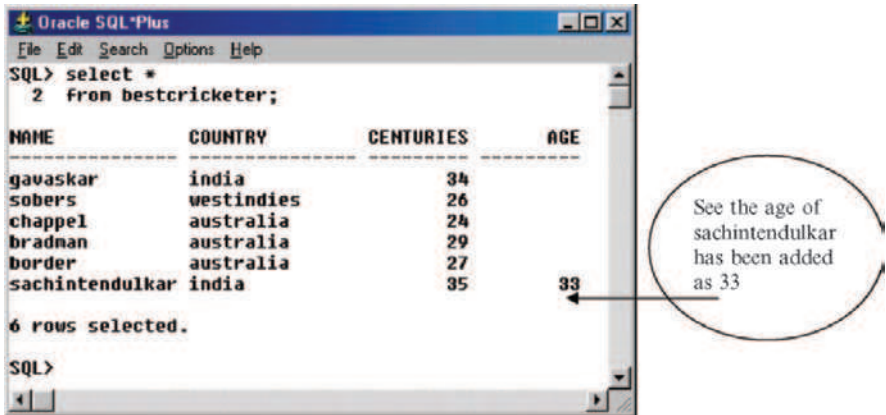 Oracle SQL*Plus
File Edit Search Options Help
SQL> select *
2 from bestcricketer;
NAME COUNTRY CENTURIES AGE
---------------- ---------------- --------- ---------
gavaskar india 34
sobers westindies 26
chappel australia 24
bradman australia 29
border australia 27
sachintendulkar india 35 33
6 rows selected.
SQL>
See the age of
sachintendulkar
has been added
as 33